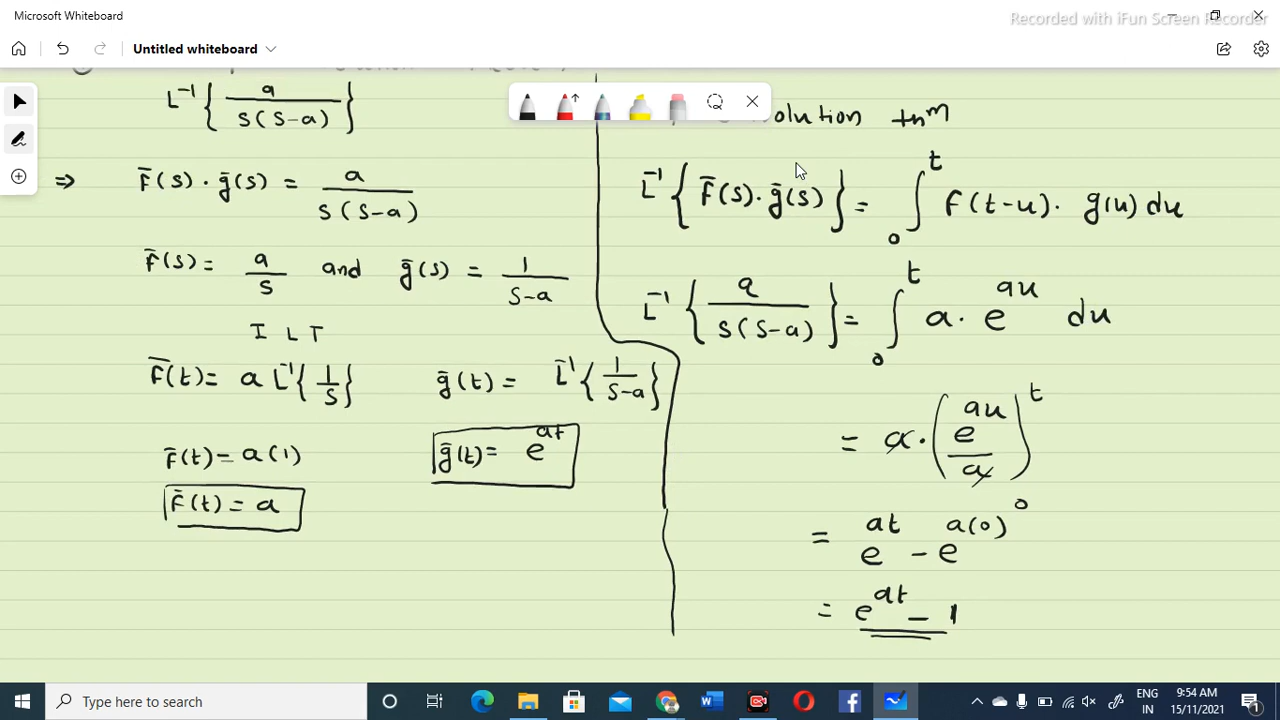 Microsoft Whiteboard
Recorded with iFun Screen Recorder
Untitled whiteboard
L⁻¹ { a / s(s-a) }
⇒ F̄(s) · ḡ(s) = a / s(s-a)
F̄(s) = a / s and ḡ(s) = 1 / s-a
I L T
F̄(t) = a L⁻¹{ 1 / s } ḡ(t) = L⁻¹{ 1 / s-a }
F̄(t) = a(1)
ḡ(t) = e^{at}
F̄(t) = a
olution thm
L⁻¹ { F̄(s) · ḡ(s) } = ∫₀ᵗ F(t-u) · g(u) du
L⁻¹ { a / s(s-a) } = ∫₀ᵗ a · e^{au} du
= a · ( e^{au} / a )₀ᵗ
= e^{at} - e^{a(0)}
= e^{at} - 1
Type here to search
ENG
IN
9:54 AM
15/11/2021